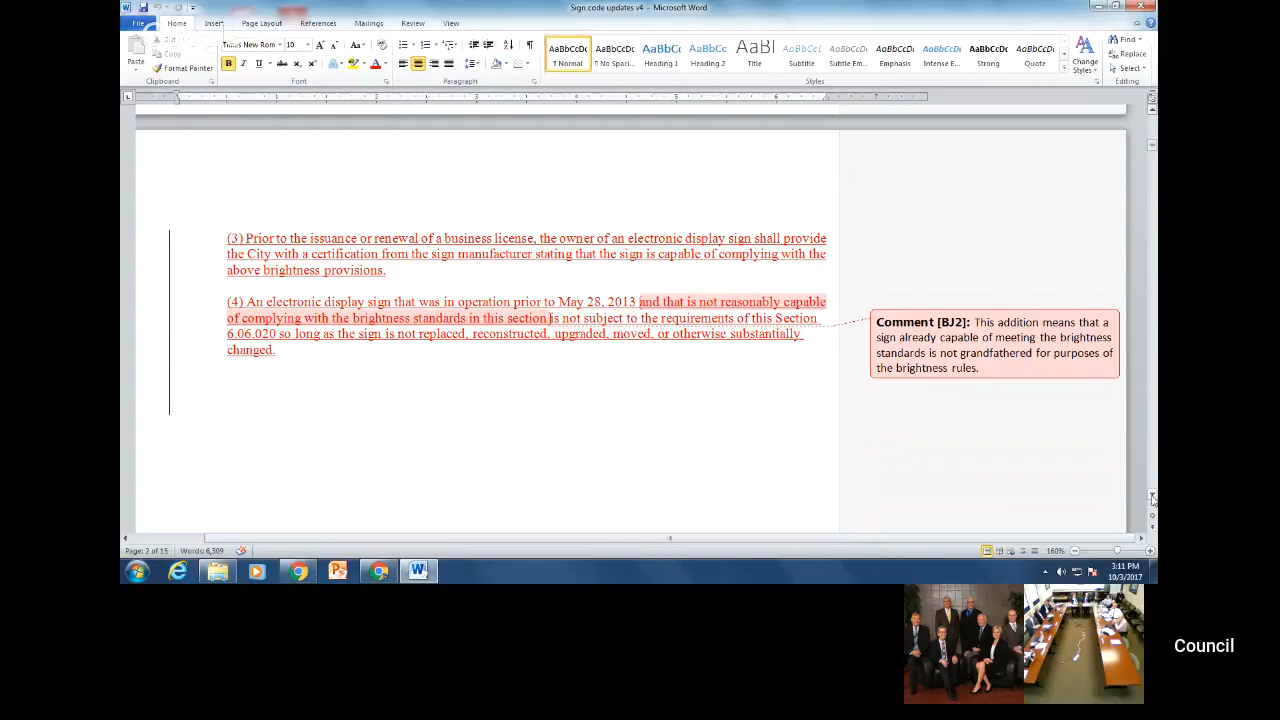 Sign code updates v4 - Microsoft Word
File Home Insert Page Layout References Mailings Review View
Cut
Copy
Paste
Format Painter
Clipboard
Times New Rom 10
Font
Paragraph
AaBbCcDc AaBbCcDc AaBbCc AaBbCc AaBl AaBbCcI AaBbCcDc AaBbCcDc AaBbCcDc AaBbCcDc AaBbCcDc
¶ Normal ¶ No Spaci... Heading 1 Heading 2 Title Subtitle Subtle Em... Emphasis Intense E... Strong Quote
Change Styles
Styles
Find
Replace
Select
Editing
(3) Prior to the issuance or renewal of a business license, the owner of an electronic display sign shall provide
the City with a certification from the sign manufacturer stating that the sign is capable of complying with the
above brightness provisions.
(4) An electronic display sign that was in operation prior to May 28, 2013 and that is not reasonably capable
of complying with the brightness standards in this section is not subject to the requirements of this Section
6.06.020 so long as the sign is not replaced, reconstructed, upgraded, moved, or otherwise substantially
changed.
Comment [BJ2]: This addition means that a
sign already capable of meeting the brightness
standards is not grandfathered for purposes of
the brightness rules.
Page: 2 of 15 Words: 6,309 160%
3:11 PM
10/3/2017
Council